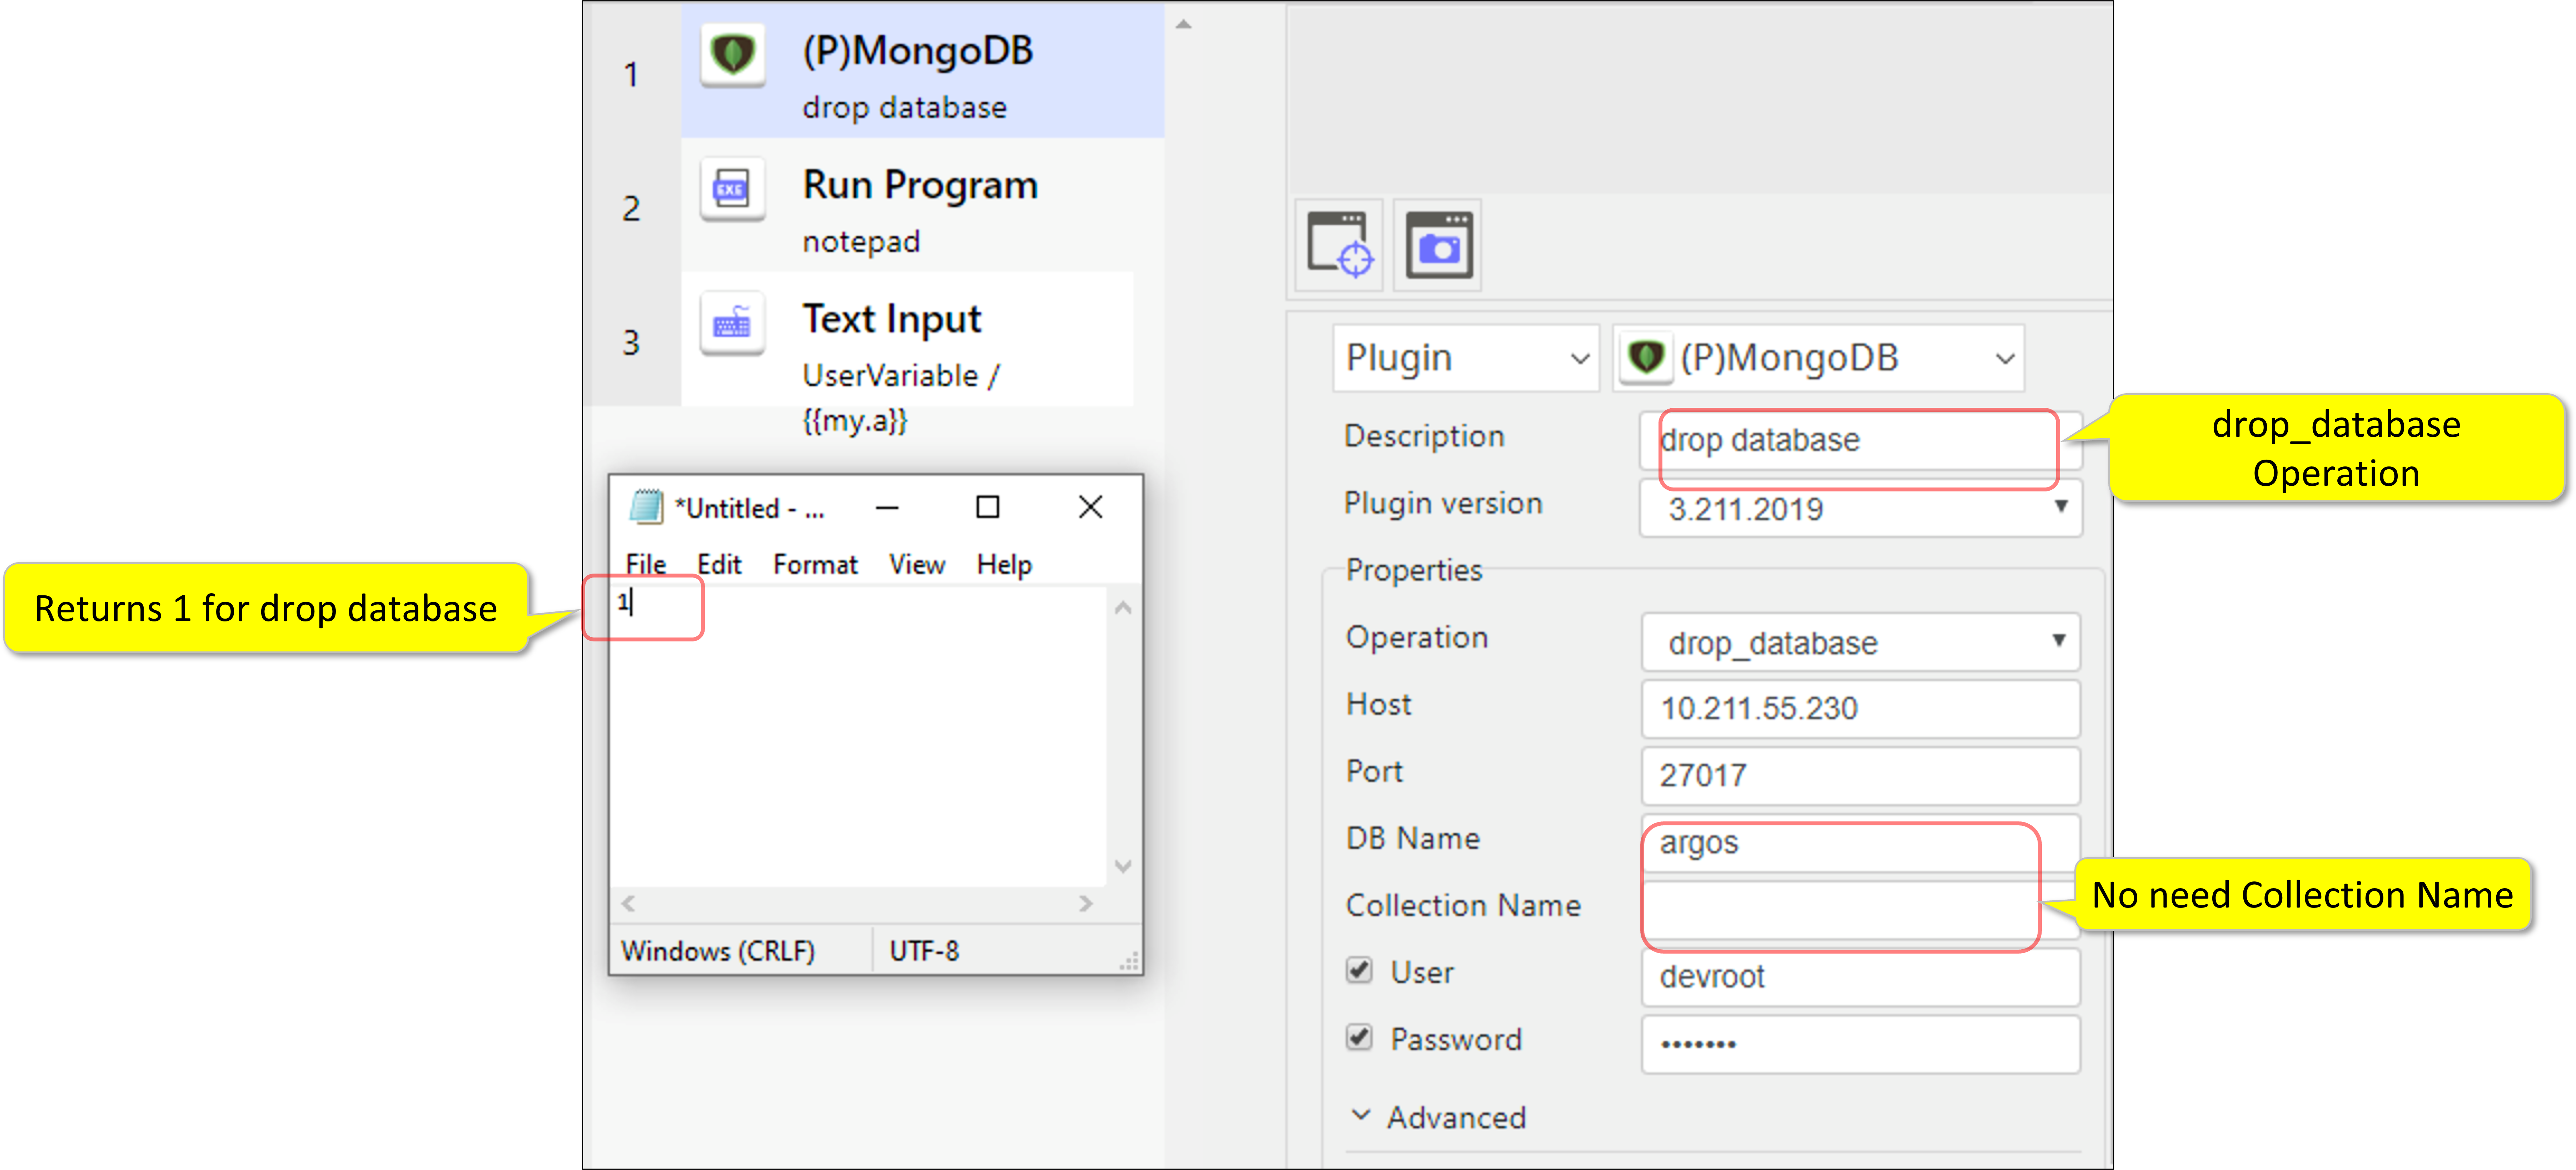 1
(P)MongoDB
drop database
2
Run Program
notepad
3
Text Input
UserVariable /
{{my.a}}
*Untitled - ...
File Edit Format View Help
1
Windows (CRLF) UTF-8
Returns 1 for drop database
EXE
Plugin
(P)MongoDB
Description
drop database
Plugin version
3.211.2019
Properties
Operation
drop_database
Host
10.211.55.230
Port
27017
DB Name
argos
Collection Name
User
devroot
Password
•••••••
Advanced
drop_database
Operation
No need Collection Name